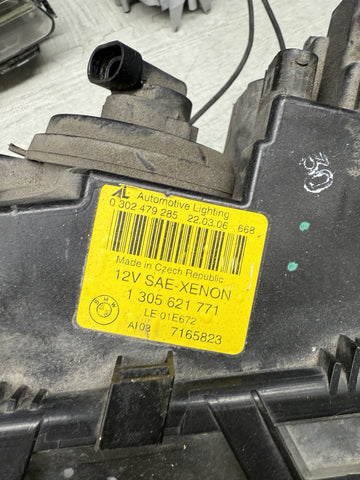 AL Automotive Lighting
0 302 479 285 22.03.06 668
Made in Czech Republic
12V SAE-XENON
1 305 621 771
LE 01E672
BMW
AI08 7165823